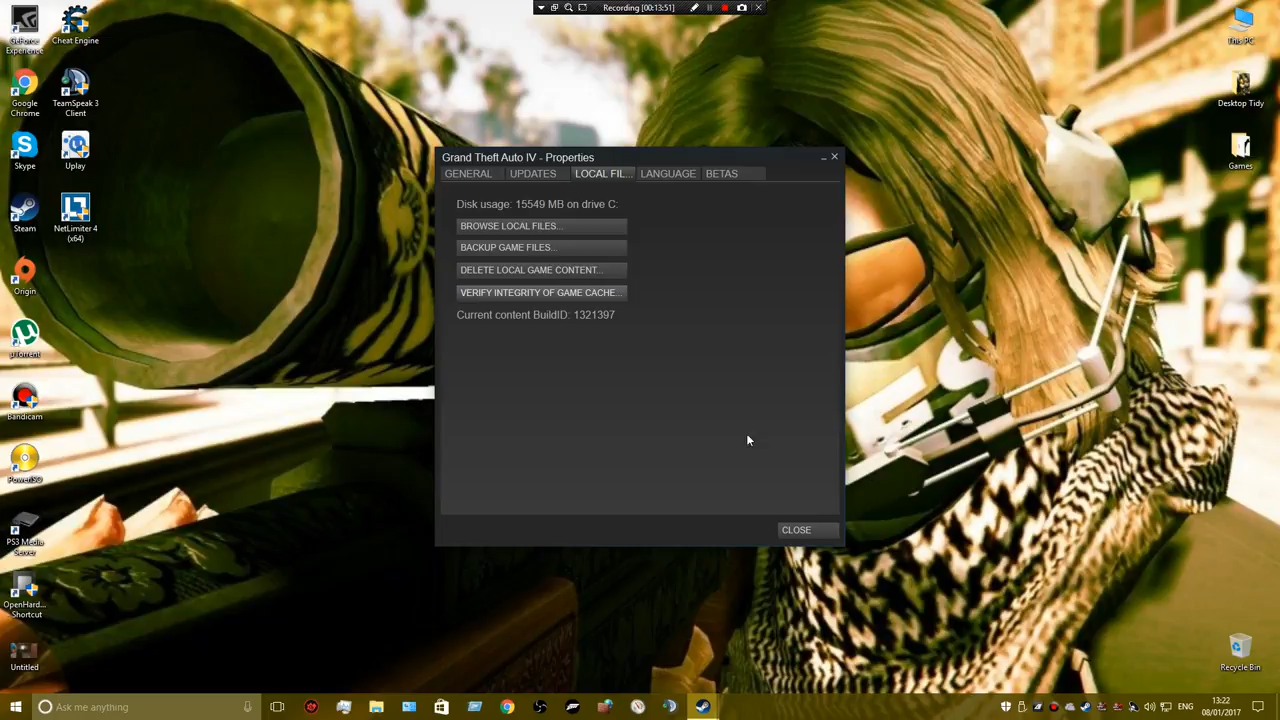 Recording [00:13:51]
GeForce
Experience
Cheat Engine
Google
Chrome
TeamSpeak 3
Client
Skype
Uplay
Steam
NetLimiter 4
(x64)
Origin
µTorrent
Bandicam
PowerISO
PS3 Media
Server
OpenHard...
- Shortcut
Untitled
This PC
Desktop Tidy
Games
Recycle Bin
Grand Theft Auto IV - Properties
GENERAL
UPDATES
LOCAL FIL...
LANGUAGE
BETAS
Disk usage: 15549 MB on drive C:
BROWSE LOCAL FILES...
BACKUP GAME FILES...
DELETE LOCAL GAME CONTENT...
VERIFY INTEGRITY OF GAME CACHE...
Current content BuildID: 1321397
CLOSE
Ask me anything
ENG
13:22
08/01/2017